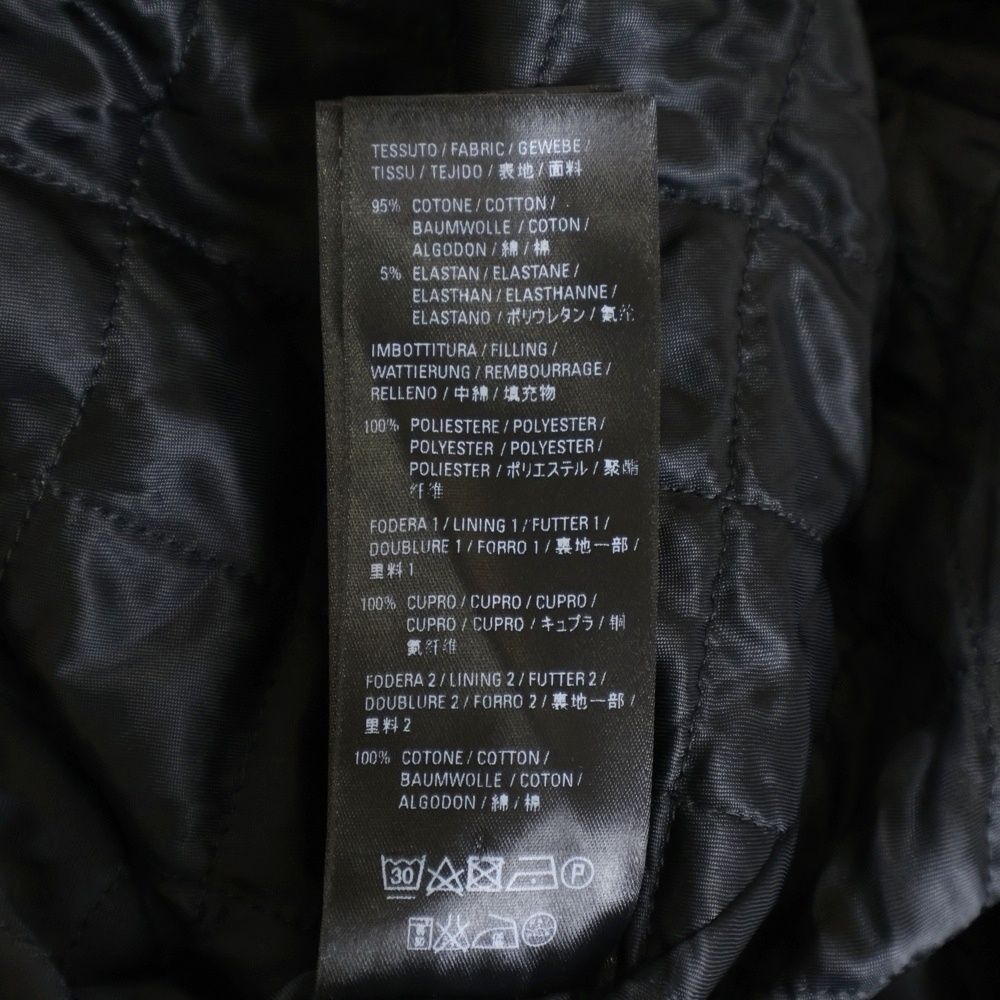 TESSUTO / FABRIC / GEWEBE /
TISSU / TEJIDO / 表地 / 面料
95% COTONE / COTTON /
BAUMWOLLE / COTON /
ALGODON / 綿 / 棉
5% ELASTAN / ELASTANE /
ELASTHAN / ELASTHANNE /
ELASTANO / ポリウレタン / 氨纶
IMBOTTITURA / FILLING /
WATTIERUNG / REMBOURRAGE /
RELLENO / 中綿 / 填充物
100% POLIESTERE / POLYESTER /
POLYESTER / POLYESTER /
POLIESTER / ポリエステル / 聚酯
纤维
FODERA 1 / LINING 1 / FUTTER 1 /
DOUBLURE 1 / FORRO 1 / 裏地一部 /
里料1
100% CUPRO / CUPRO / CUPRO /
CUPRO / CUPRO / キュプラ / 铜
氨纤维
FODERA 2 / LINING 2 / FUTTER 2 /
DOUBLURE 2 / FORRO 2 / 裏地一部 /
里料2
100% COTONE / COTTON /
BAUMWOLLE / COTON /
ALGODON / 綿 / 棉
30 P